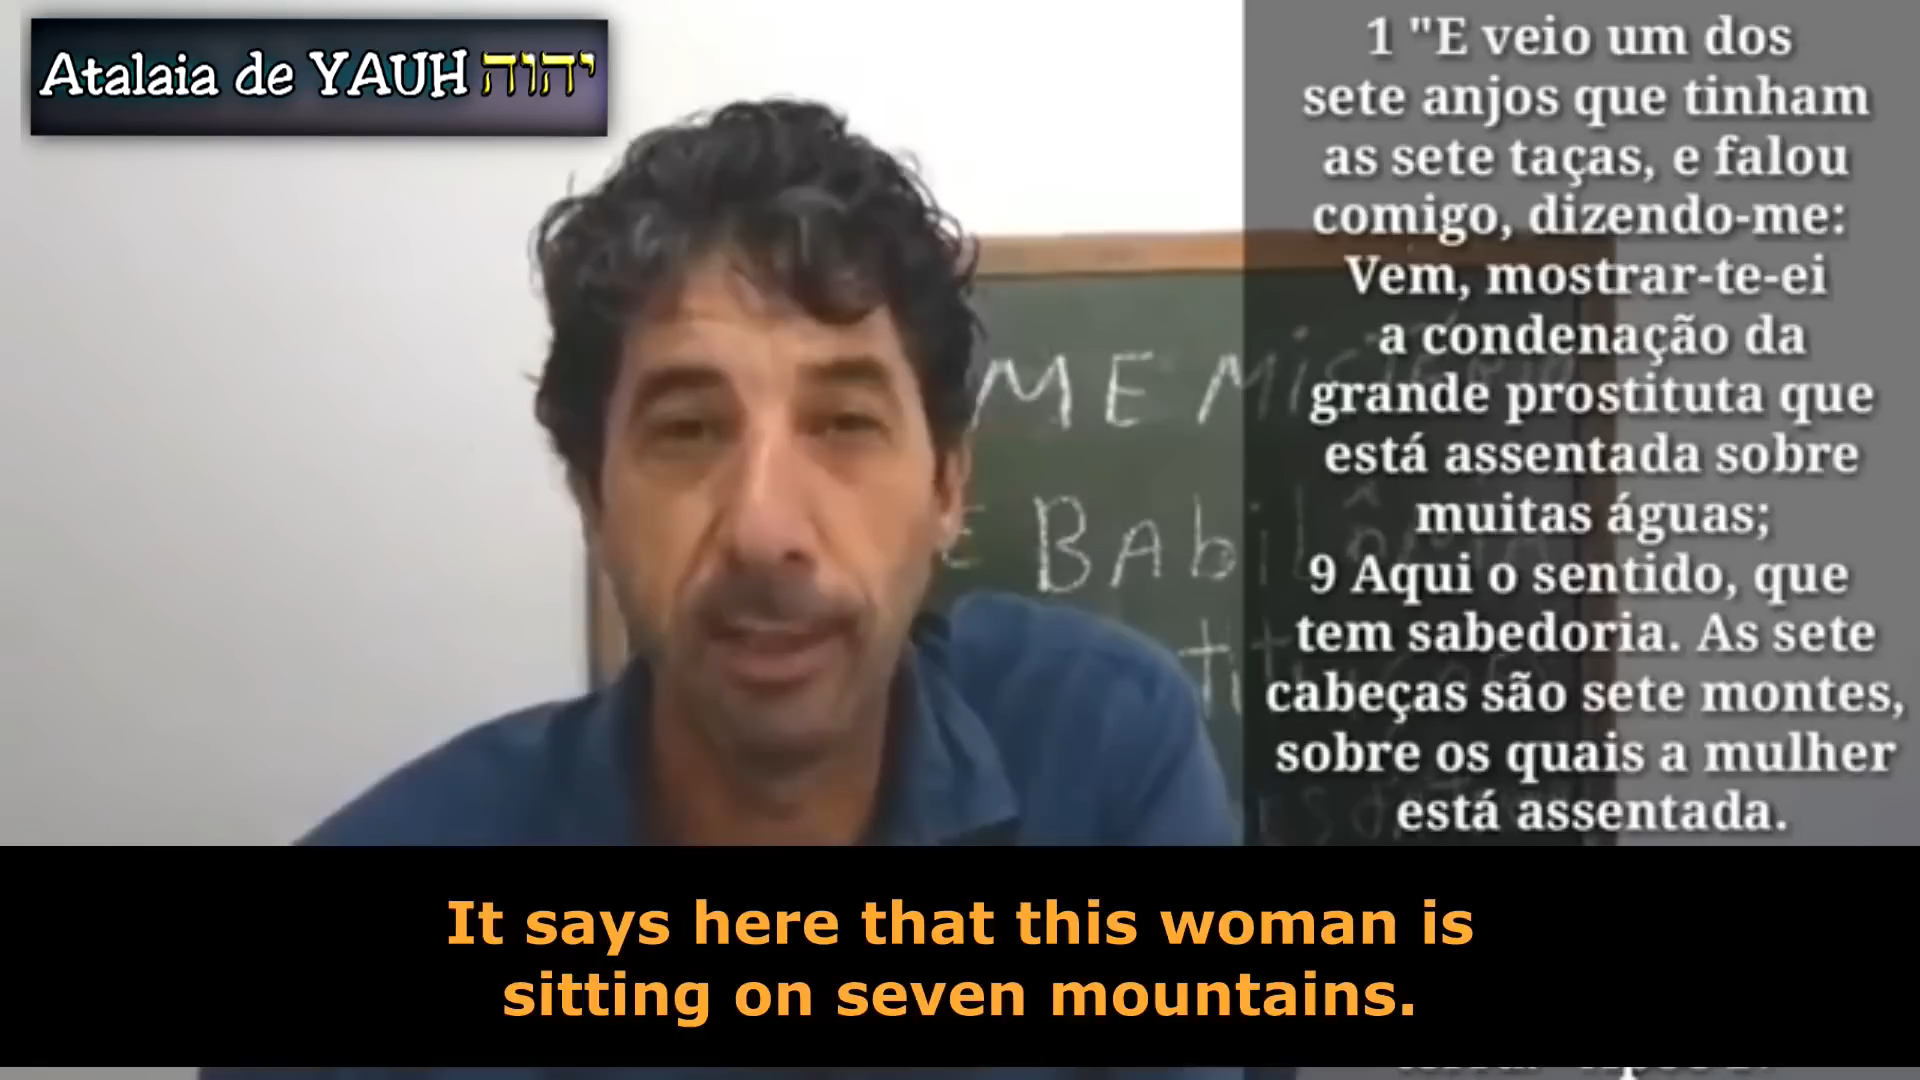 Atalaia de YAUH יהוה
1 "E veio um dos
sete anjos que tinham
as sete taças, e falou
comigo, dizendo-me:
Vem, mostrar-te-ei
a condenação da
grande prostituta que
está assentada sobre
muitas águas;
9 Aqui o sentido, que
tem sabedoria. As sete
cabeças são sete montes,
sobre os quais a mulher
está assentada.
ME Mistério
E Babilônia
It says here that this woman is
sitting on seven mountains.